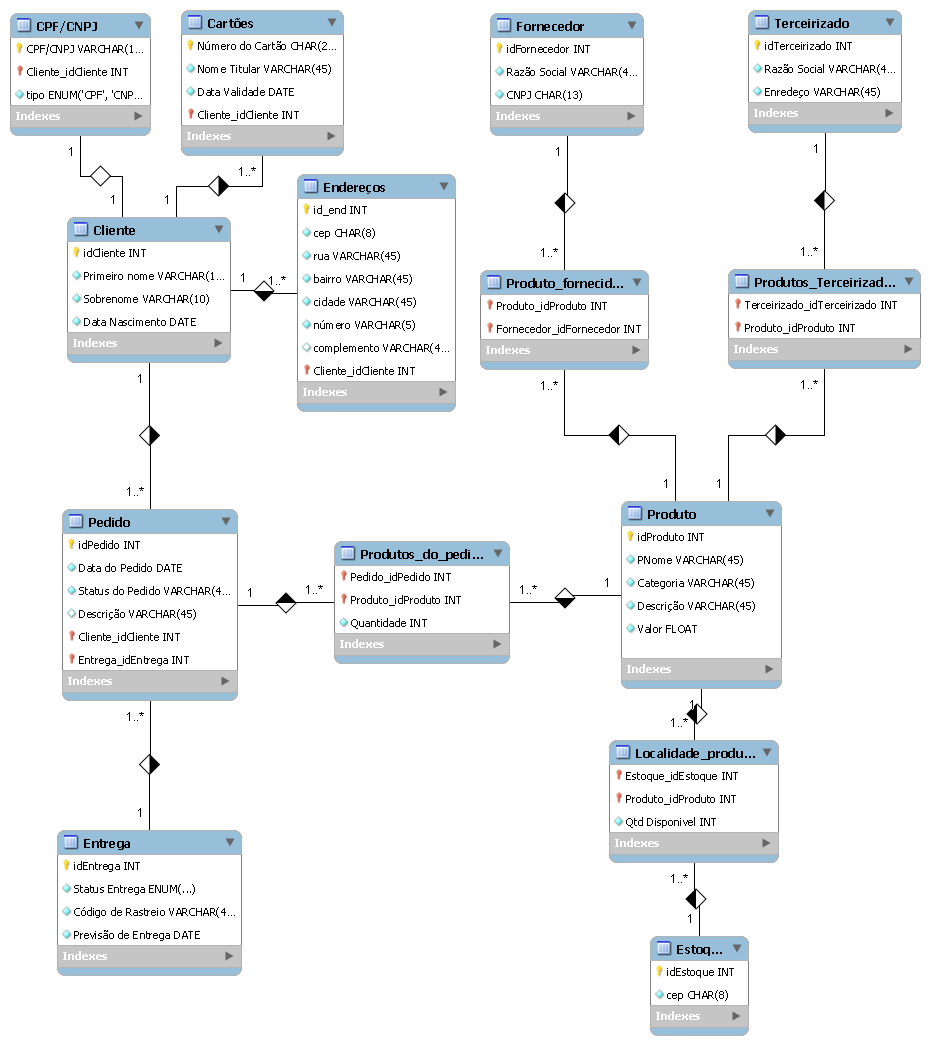 CPF/CNPJ
CPF/CNPJ VARCHAR(1...
Cliente_idCliente INT
tipo ENUM('CPF', 'CNP...
Indexes
Cartões
Número do Cartão CHAR(2...
Nome Titular VARCHAR(45)
Data Validade DATE
Cliente_idCliente INT
Indexes
Fornecedor
idFornecedor INT
Razão Social VARCHAR(4...
CNPJ CHAR(13)
Indexes
Terceirizado
idTerceirizado INT
Razão Social VARCHAR(4...
Enredeço VARCHAR(45)
Indexes
1
1
1..*
1
1
1..*
1
1..*
Endereços
id_end INT
cep CHAR(8)
rua VARCHAR(45)
bairro VARCHAR(45)
cidade VARCHAR(45)
número VARCHAR(5)
complemento VARCHAR(4...
Cliente_idCliente INT
Indexes
Cliente
idCliente INT
Primeiro nome VARCHAR(1...
Sobrenome VARCHAR(10)
Data Nascimento DATE
Indexes
1
1..*
Produto_fornecid...
Produto_idProduto INT
Fornecedor_idFornecedor INT
Indexes
Produtos_Terceirizad...
Terceirizado_idTerceirizado INT
Produto_idProduto INT
Indexes
1
1..*
1..*
1
1..*
1
Pedido
idPedido INT
Data do Pedido DATE
Status do Pedido VARCHAR(4...
Descrição VARCHAR(45)
Cliente_idCliente INT
Entrega_idEntrega INT
Indexes
1
1..*
Produtos_do_pedi...
Pedido_idPedido INT
Produto_idProduto INT
Quantidade INT
Indexes
1..*
1
Produto
idProduto INT
PNome VARCHAR(45)
Categoria VARCHAR(45)
Descrição VARCHAR(45)
Valor FLOAT
Indexes
1..*
1
1
1..*
Entrega
idEntrega INT
Status Entrega ENUM(...)
Código de Rastreio VARCHAR(4...
Previsão de Entrega DATE
Indexes
Localidade_produ...
Estoque_idEstoque INT
Produto_idProduto INT
Qtd Disponivel INT
Indexes
1..*
1
Estoq...
idEstoque INT
cep CHAR(8)
Indexes